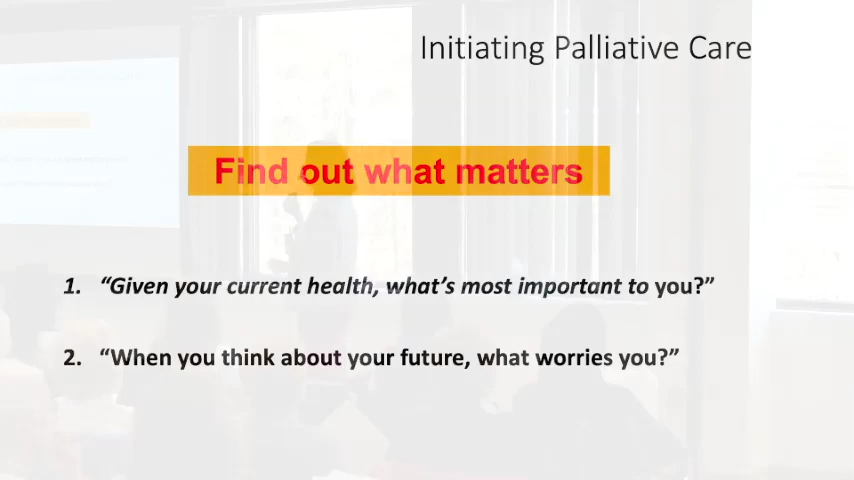 Initiating Palliative Care
Find out what matters
1. “Given your current health, what’s most important to you?”
2. “When you think about your future, what worries you?”